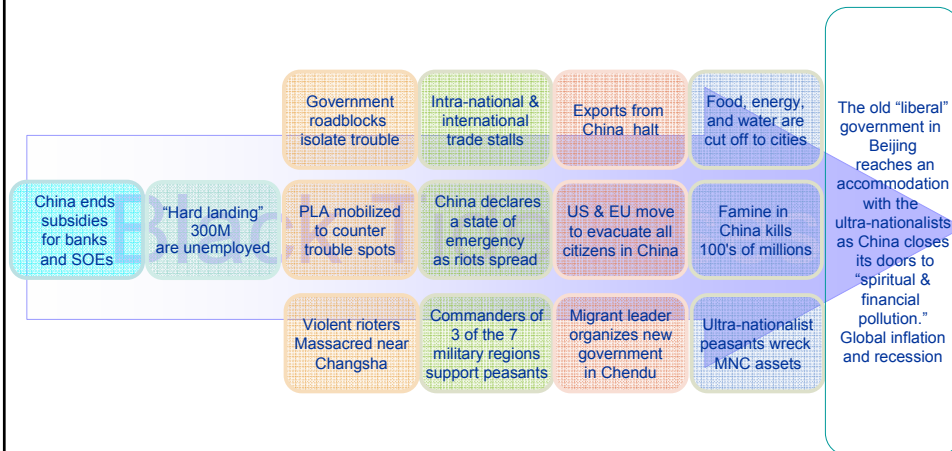 China ends
subsidies
for banks
and SOEs
“Hard landing”
300M
are unemployed
Government
roadblocks
isolate trouble
PLA mobilized
to counter
trouble spots
Violent rioters
Massacred near
Changsha
Intra-national &
international
trade stalls
China declares
a state of
emergency
as riots spread
Commanders of
3 of the 7
military regions
support peasants
Exports from
China halt
US & EU move
to evacuate all
citizens in China
Migrant leader
organizes new
government
in Chendu
Food, energy,
and water are
cut off to cities
Famine in
China kills
100's of millions
Ultra-nationalist
peasants wreck
MNC assets
The old “liberal”
government in
Beijing
reaches an
accommodation
with the
ultra-nationalists
as China closes
its doors to
“spiritual &
financial
pollution.”
Global inflation
and recession